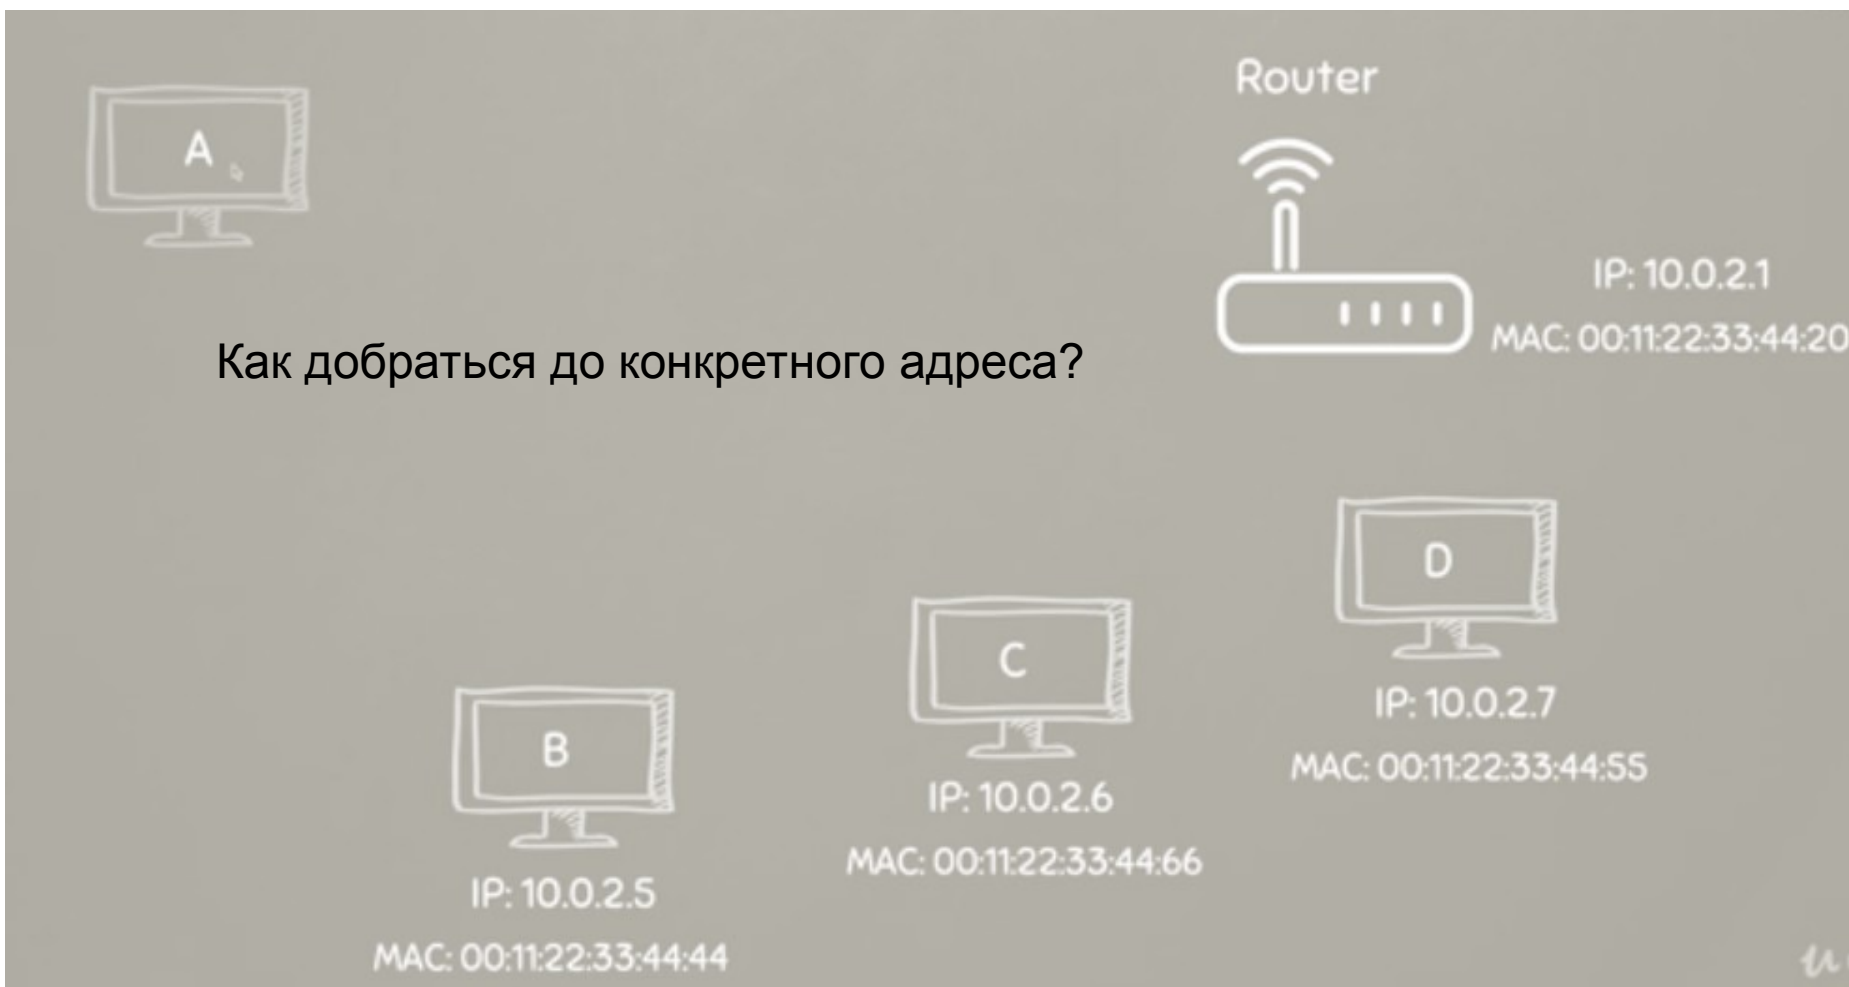 A
Router
IP: 10.0.2.1
MAC: 00:11:22:33:44:20
Как добраться до конкретного адреса?
D
IP: 10.0.2.7
MAC: 00:11:22:33:44:55
C
IP: 10.0.2.6
MAC: 00:11:22:33:44:66
B
IP: 10.0.2.5
MAC: 00:11:22:33:44:44